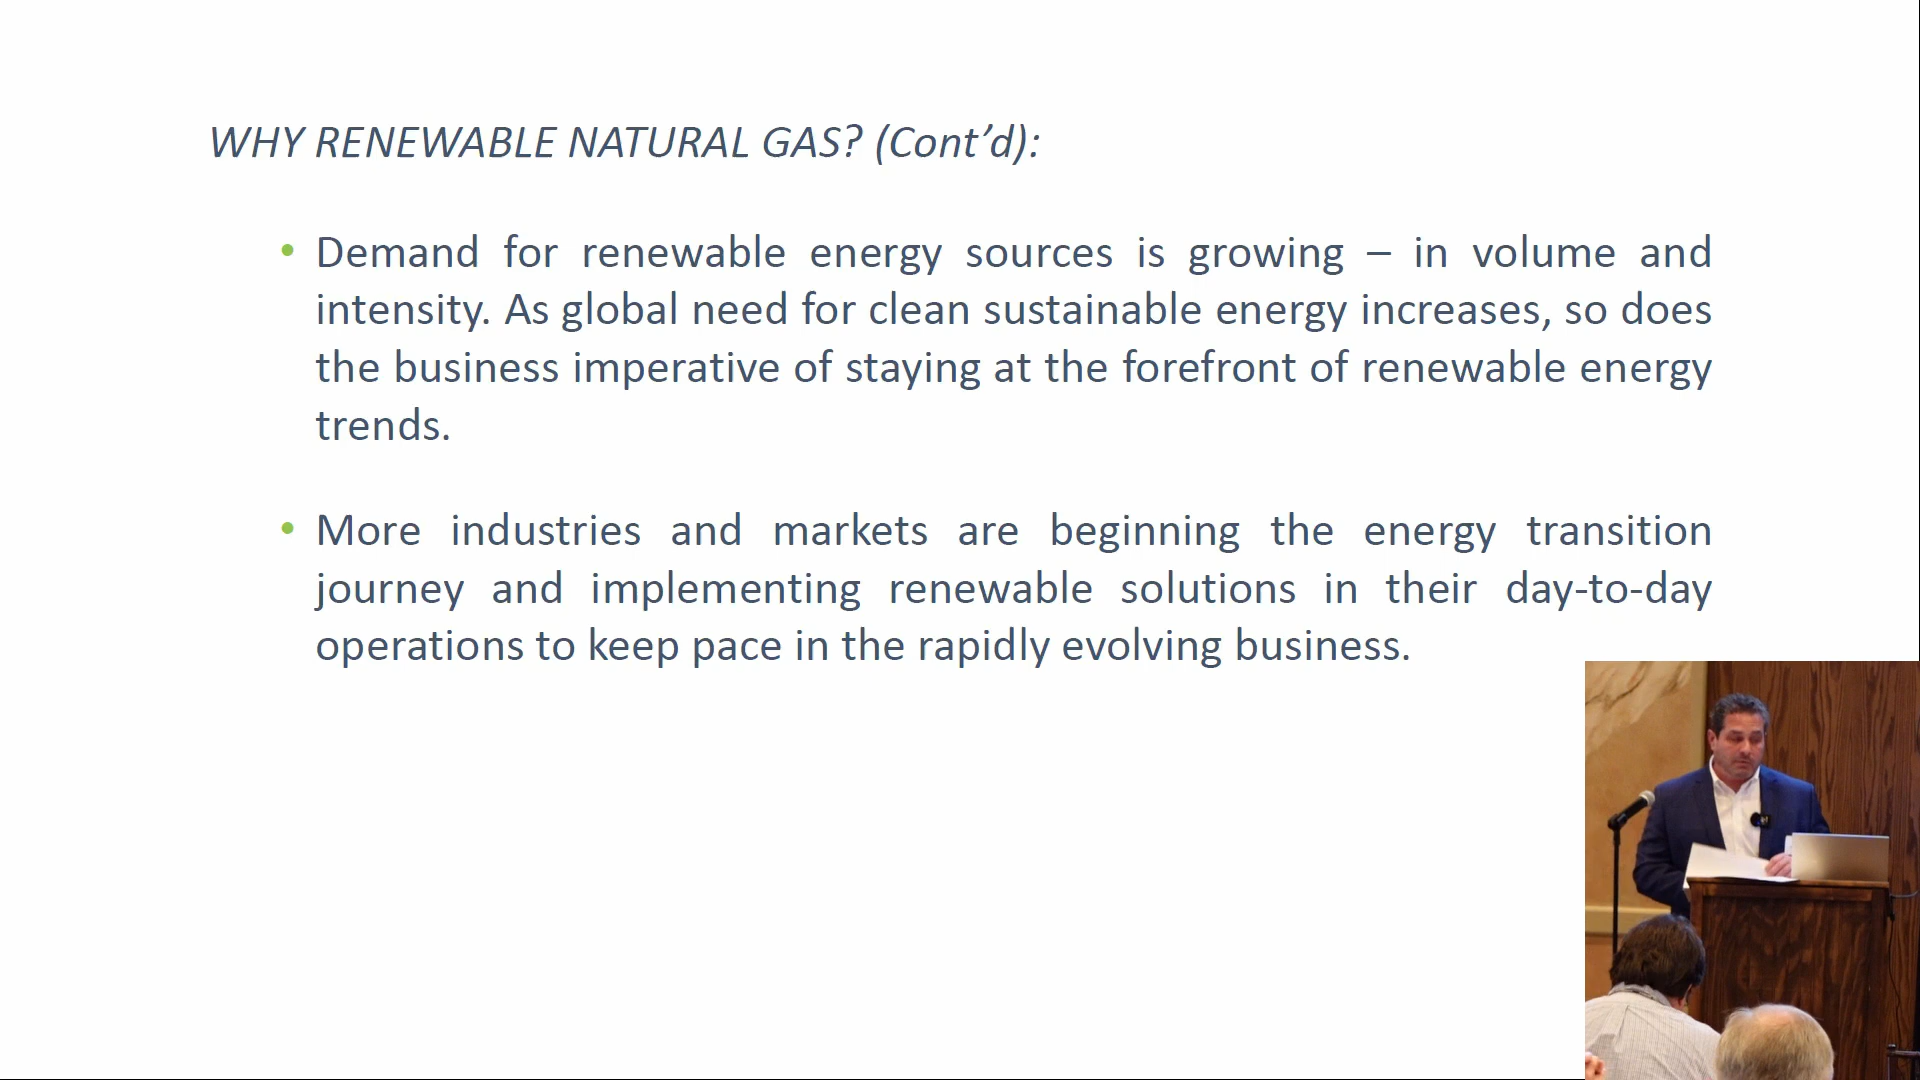 WHY RENEWABLE NATURAL GAS? (Cont’d):
• Demand for renewable energy sources is growing – in volume and
intensity. As global need for clean sustainable energy increases, so does
the business imperative of staying at the forefront of renewable energy
trends.
• More industries and markets are beginning the energy transition
journey and implementing renewable solutions in their day-to-day
operations to keep pace in the rapidly evolving business.